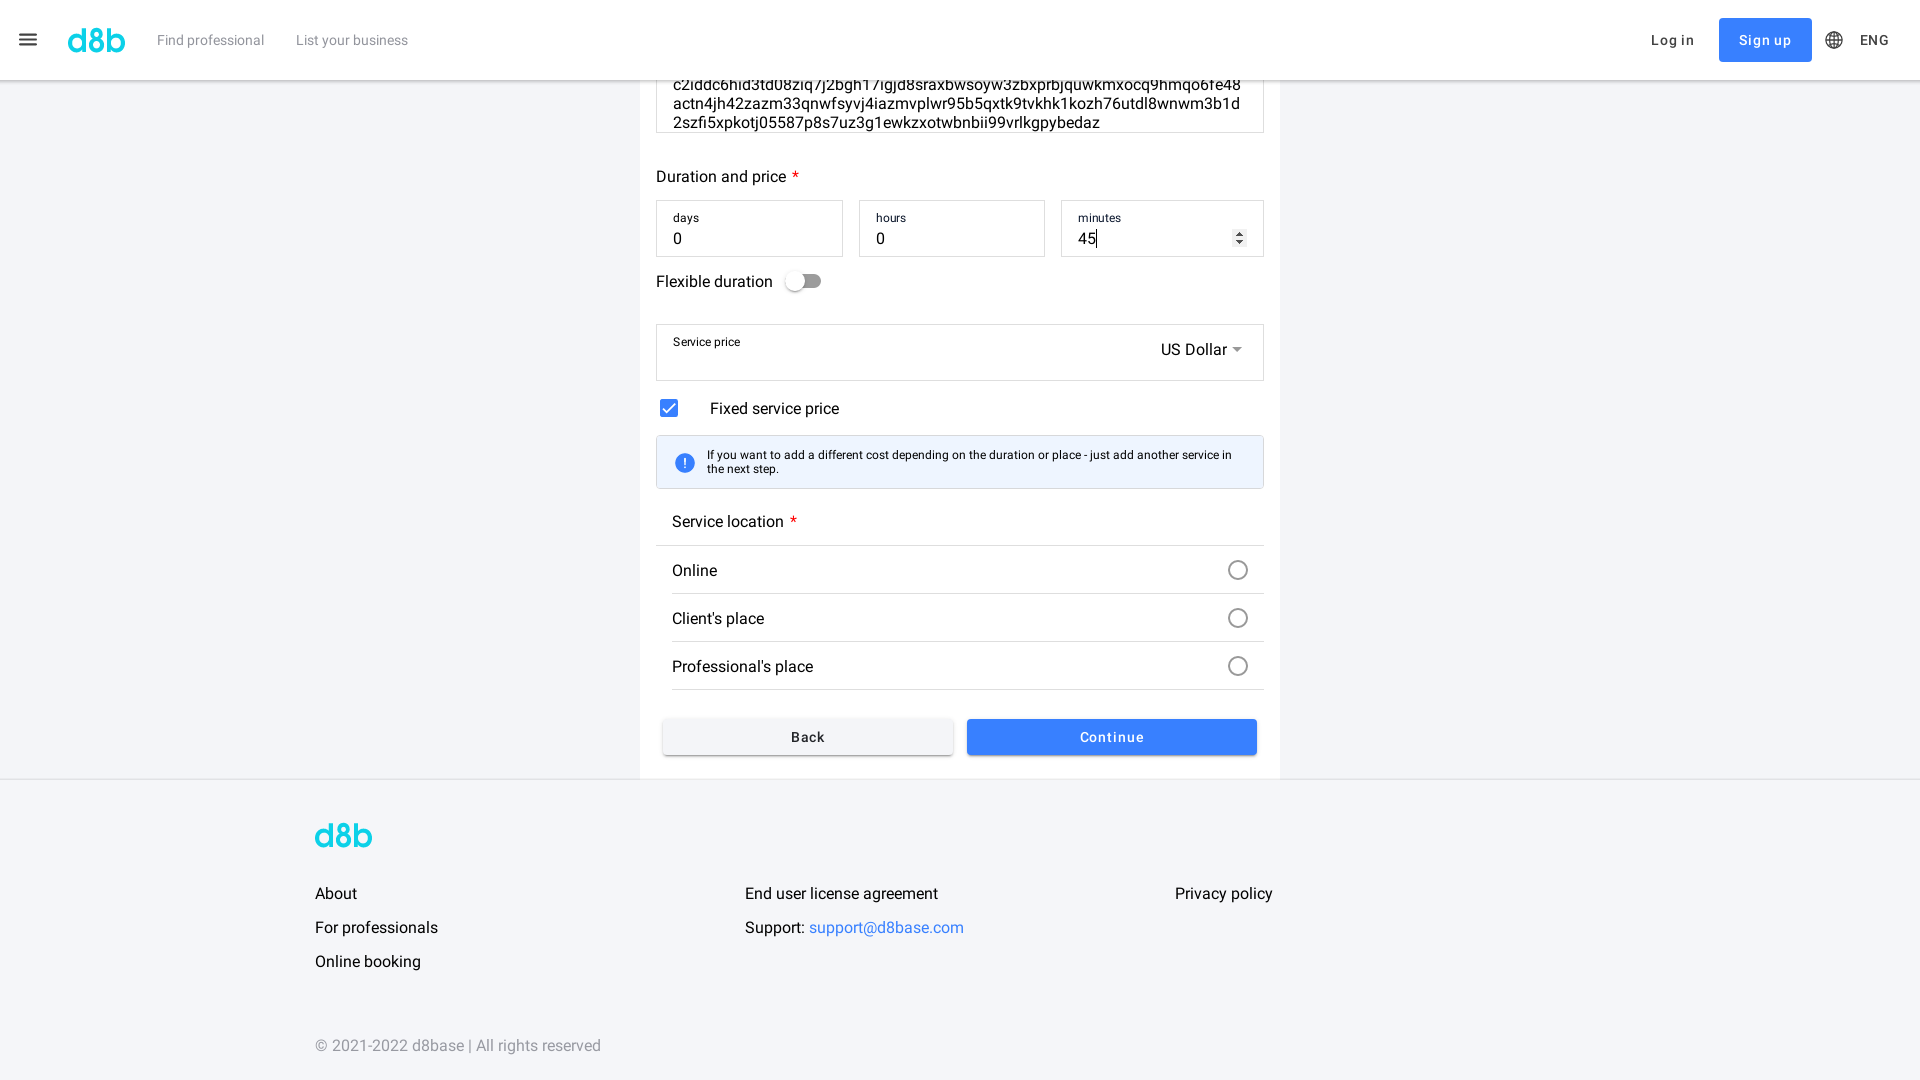 d8b
Find professional
List your business
Log in
Sign up
ENG
c2iddc6hid3td08ziq7j2bgh17igjd8sraxbwsoyw3zbxprbjquwkmxocq9hmqo6fe48
actn4jh42zazm33qnwfsyvj4iazmvplwr95b5qxtk9tvkhk1kozh76utdl8wnwm3b1d
2szfi5xpkotj05587p8s7uz3g1ewkzxotwbnbii99vrlkgpybedaz
Duration and price *
days
0
hours
0
minutes
45
Flexible duration
Service price
US Dollar
Fixed service price
If you want to add a different cost depending on the duration or place - just add another service in
the next step.
Service location *
Online
Client's place
Professional's place
Back
Continue
d8b
About
For professionals
Online booking
End user license agreement
Support: support@d8base.com
Privacy policy
© 2021-2022 d8base | All rights reserved